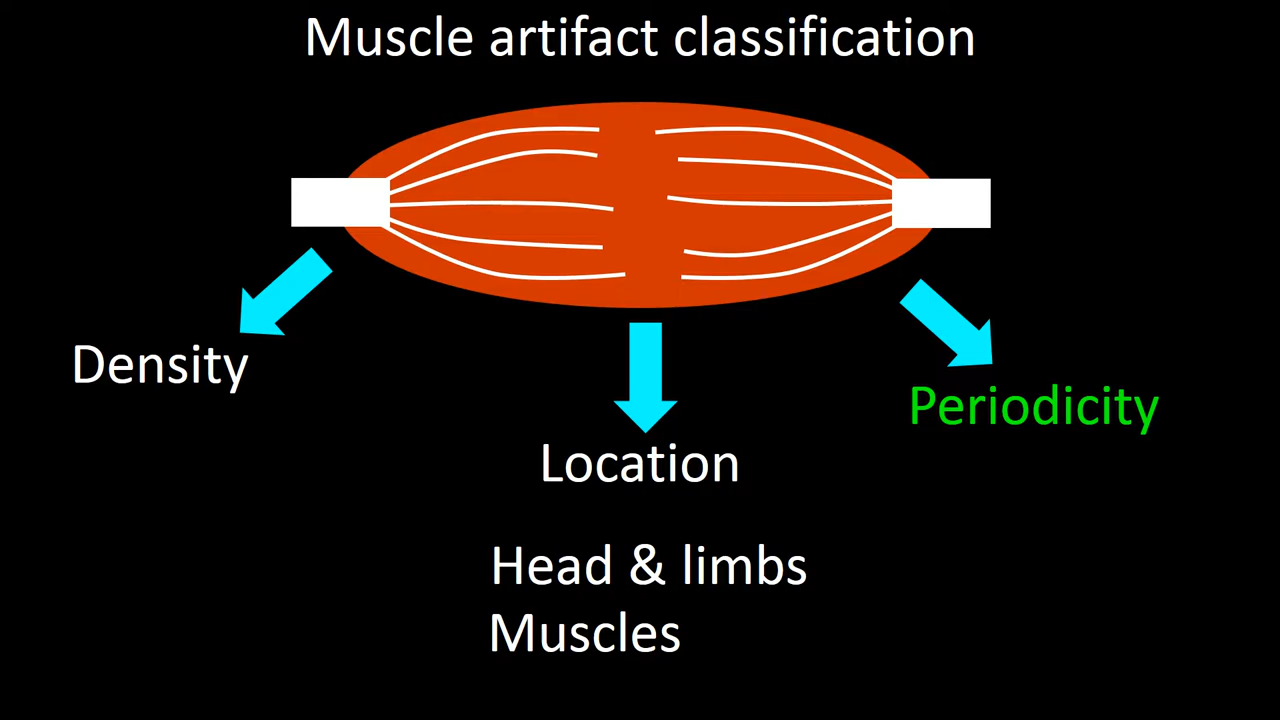 Muscle artifact classification
Density
Periodicity
Location
Head & limbs
Muscles